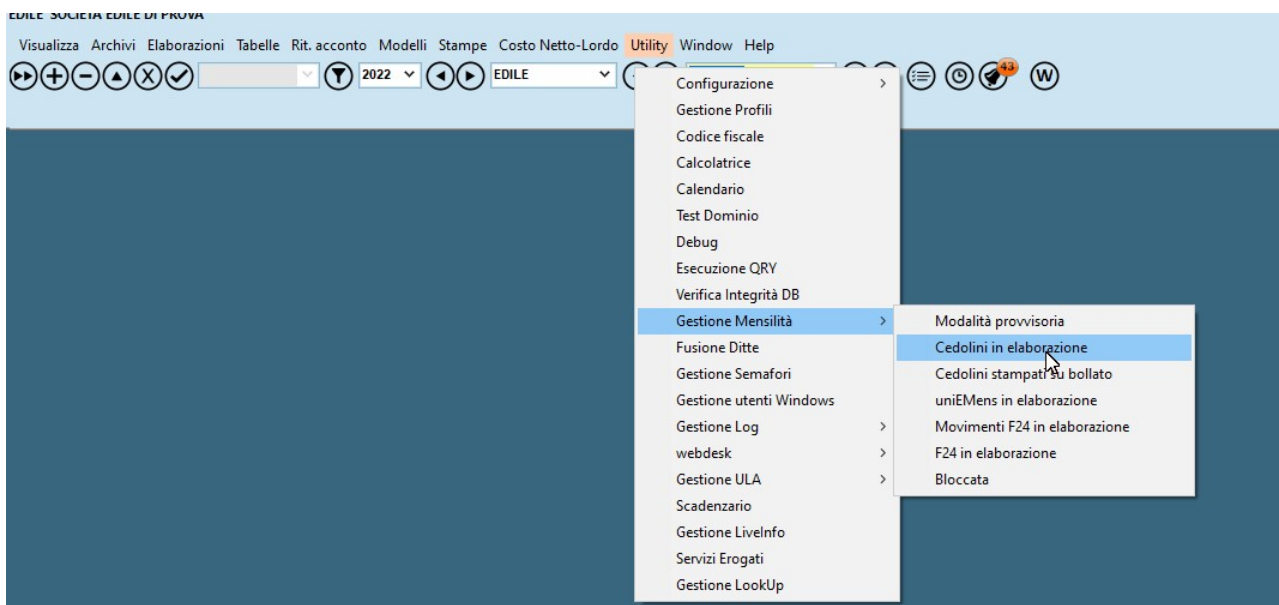 EDILE SOCIETA EDILE DI PROVA
Visualizza Archivi Elaborazioni Tabelle Rit. acconto Modelli Stampe Costo Netto-Lordo Utility Window Help
2022 EDILE 43 W
Configurazione
Gestione Profili
Codice fiscale
Calcolatrice
Calendario
Test Dominio
Debug
Esecuzione QRY
Verifica Integrità DB
Gestione Mensilità
Fusione Ditte
Gestione Semafori
Gestione utenti Windows
Gestione Log
webdesk
Gestione ULA
Scadenzario
Gestione LiveInfo
Servizi Erogati
Gestione LookUp
Modalità provvisoria
Cedolini in elaborazione
Cedolini stampati su bollato
uniEMens in elaborazione
Movimenti F24 in elaborazione
F24 in elaborazione
Bloccata